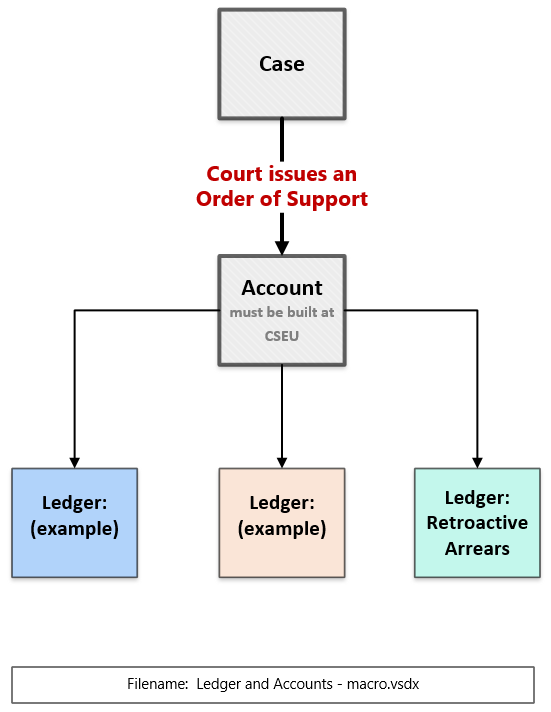 Case
Court issues an
Order of Support
Account
must be built at
CSEU
Ledger:
(example)
Ledger:
(example)
Ledger:
Retroactive
Arrears
Filename:  Ledger and Accounts - macro.vsdx